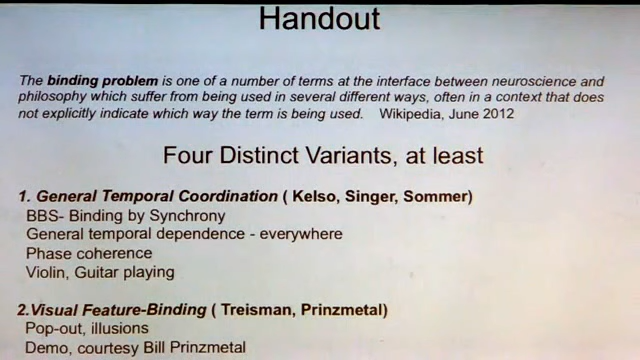 Handout
The binding problem is one of a number of terms at the interface between neuroscience and
philosophy which suffer from being used in several different ways, often in a context that does
not explicitly indicate which way the term is being used. Wikipedia, June 2012
Four Distinct Variants, at least
1. General Temporal Coordination ( Kelso, Singer, Sommer)
BBS- Binding by Synchrony
General temporal dependence - everywhere
Phase coherence
Violin, Guitar playing
2.Visual Feature-Binding ( Treisman, Prinzmetal)
Pop-out, illusions
Demo, courtesy Bill Prinzmetal